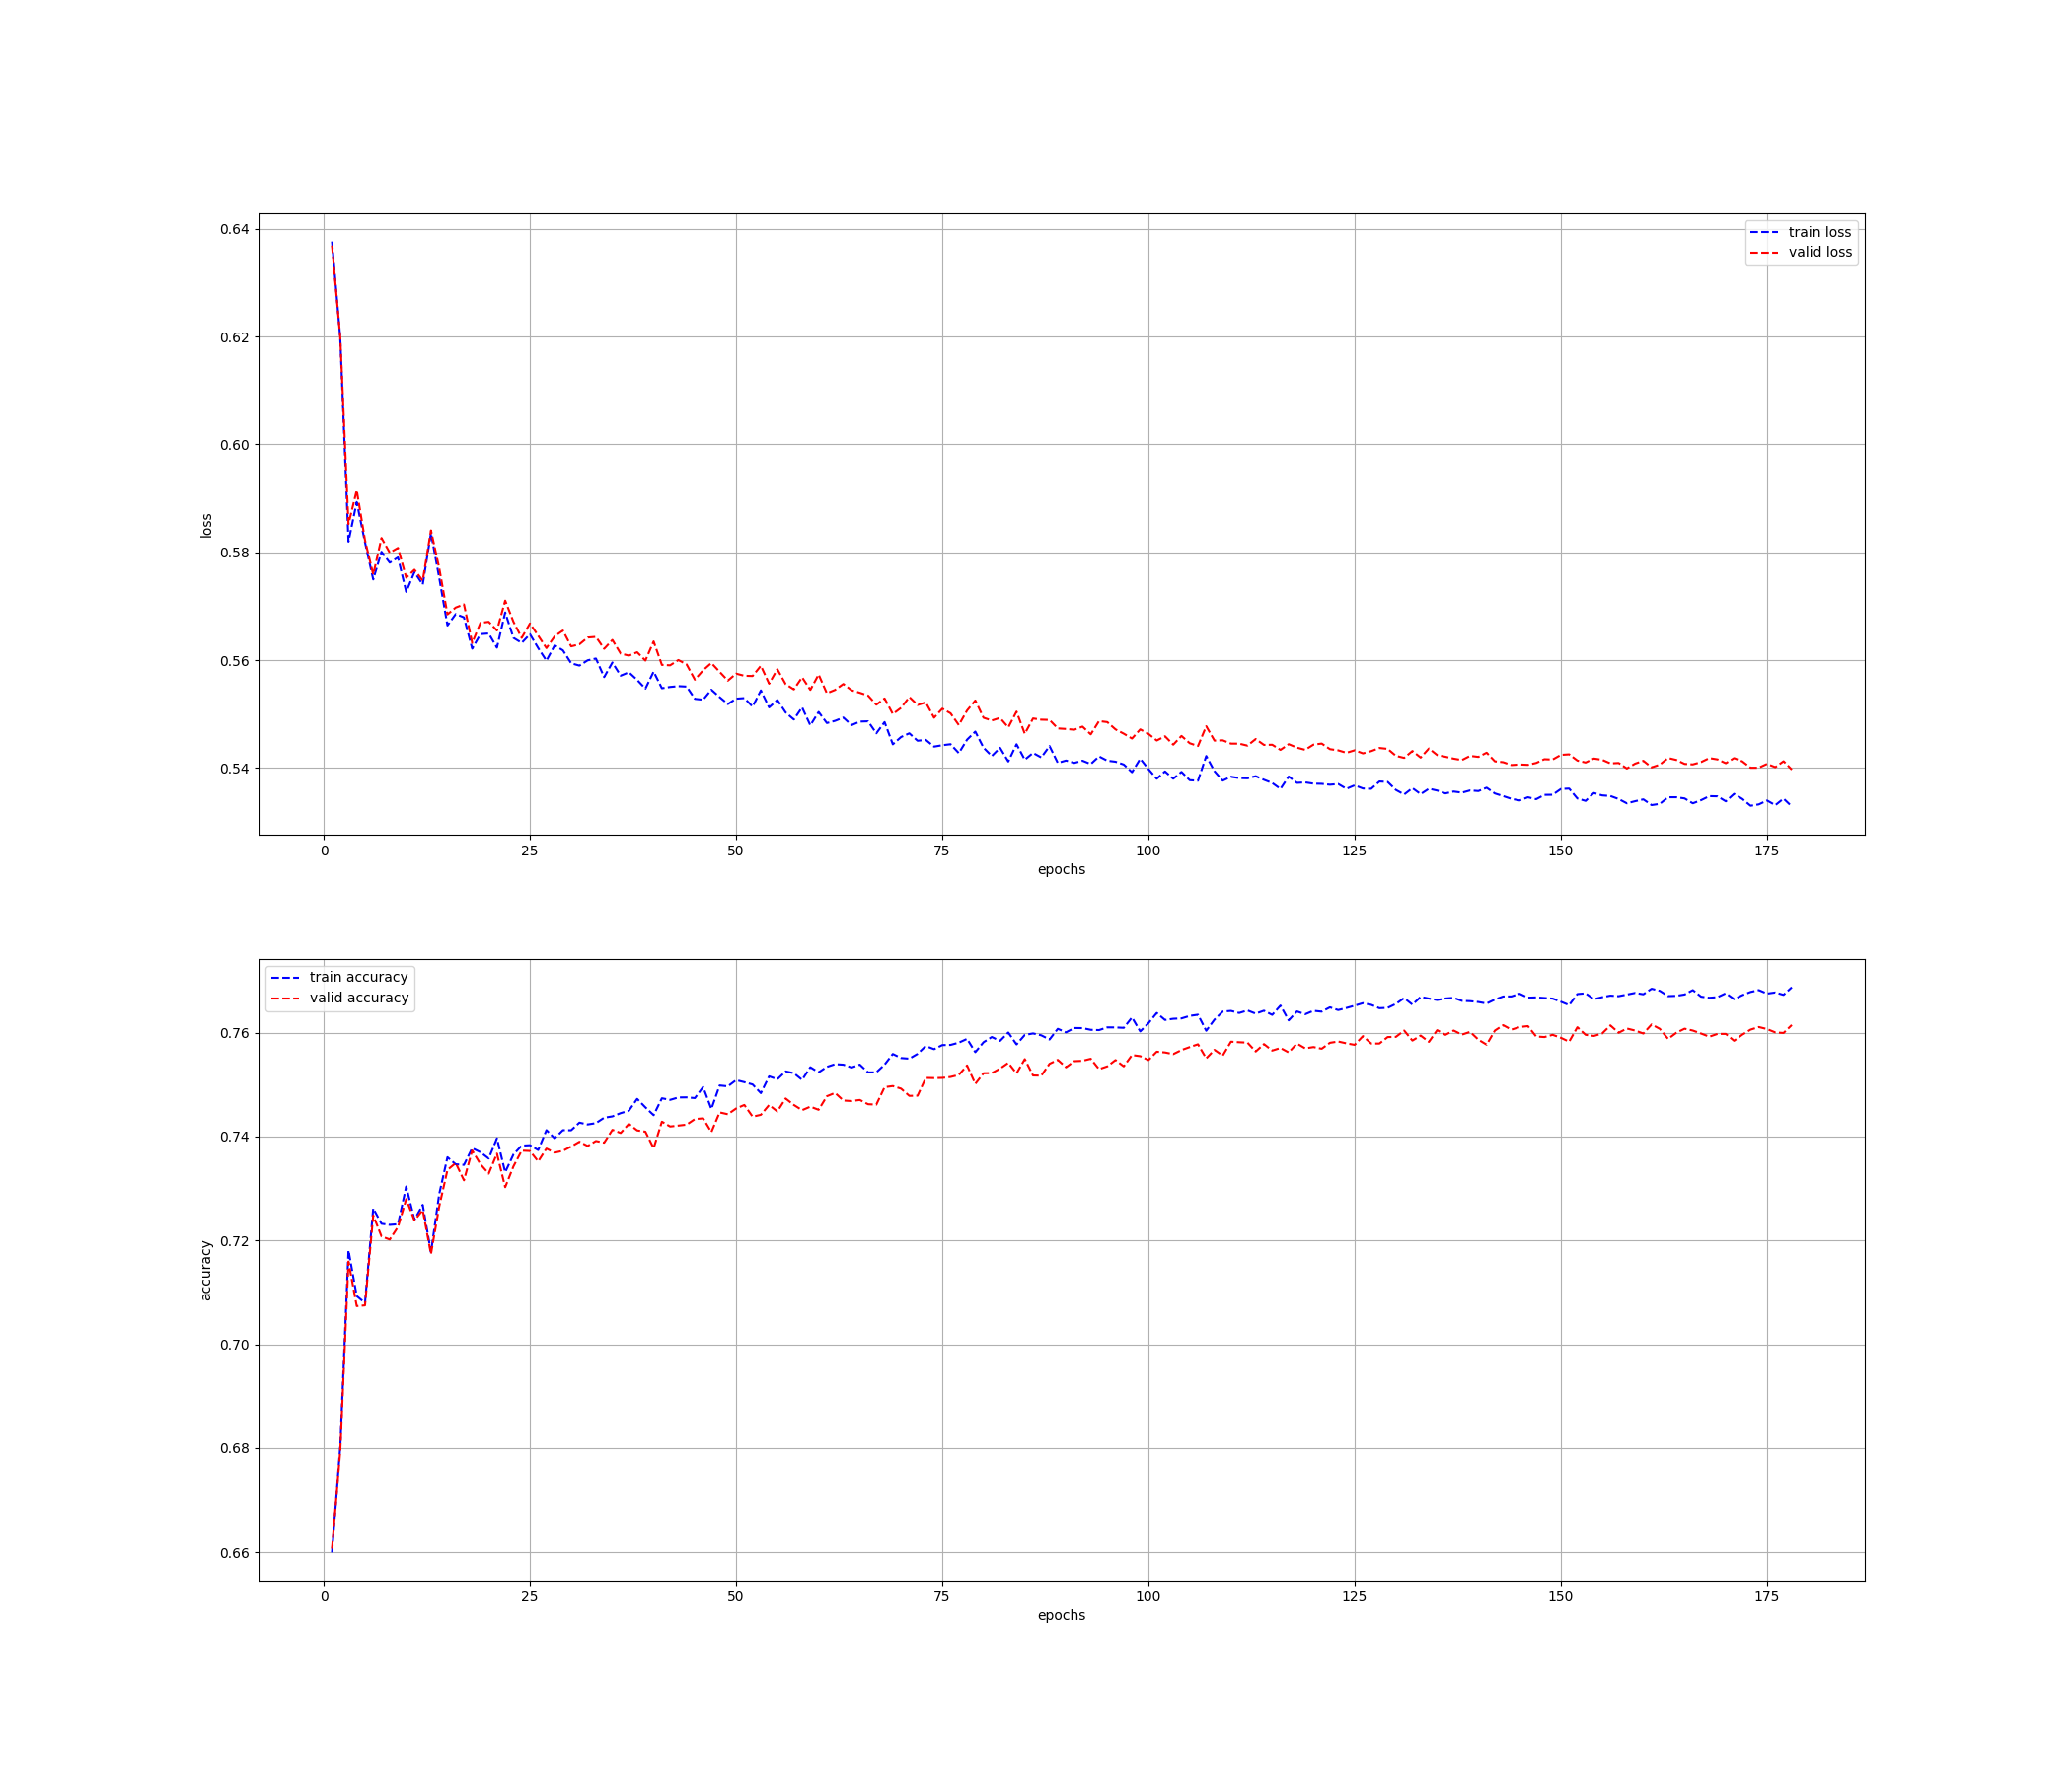 0.64
0.62
0.60
0.58
0.56
0.54
loss
train loss
valid loss
0 25 50 75 100 125 150 175
epochs
train accuracy
valid accuracy
0.76
0.74
0.72
0.70
0.68
0.66
accuracy
0 25 50 75 100 125 150 175
epochs